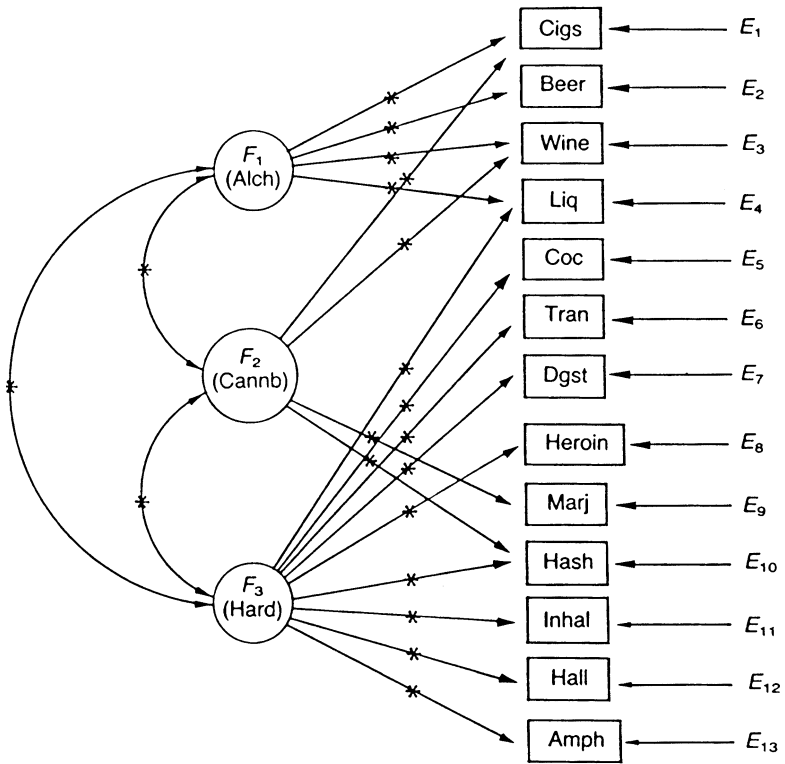 Cigs
E₁
Beer
E₂
F₁
(Alch)
Wine
E₃
Liq
E₄
Coc
E₅
Tran
E₆
F₂
(Cannb)
Dgst
E₇
Heroin
E₈
Marj
E₉
Hash
E₁₀
F₃
(Hard)
Inhal
E₁₁
Hall
E₁₂
Amph
E₁₃